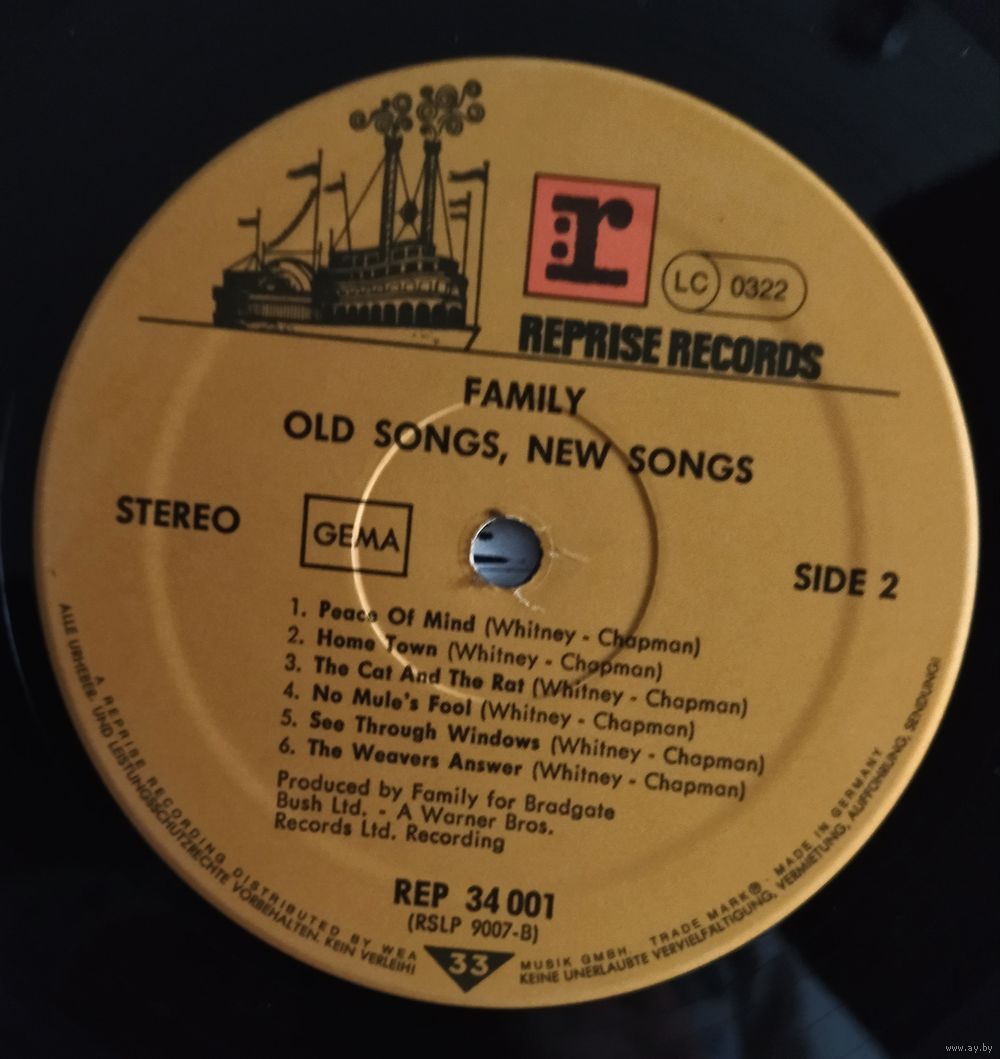 r
LC 0322
REPRISE RECORDS
FAMILY
OLD SONGS, NEW SONGS
STEREO
GEMA
SIDE 2
1. Peace Of Mind (Whitney - Chapman)
2. Home Town (Whitney - Chapman)
3. The Cat And The Rat (Whitney - Chapman)
4. No Mule's Fool (Whitney - Chapman)
5. See Through Windows (Whitney - Chapman)
6. The Weavers Answer (Whitney - Chapman)
Produced by Family for Bradgate
Bush Ltd. - A Warner Bros.
Records Ltd. Recording
REP 34 001
(RSLP 9007-B)
33
A REPRISE RECORDING DISTRIBUTED BY WEA MUSIK GMBH. TRADE MARK ® · MADE IN GERMANY
ALLE URHEBER- UND LEISTUNGSSCHUTZRECHTE VORBEHALTEN. KEIN VERLEIH! KEINE UNERLAUBTE VERVIELFÄLTIGUNG, VERMIETUNG, AUFFÜHRUNG, SENDUNG!
www.ay.by